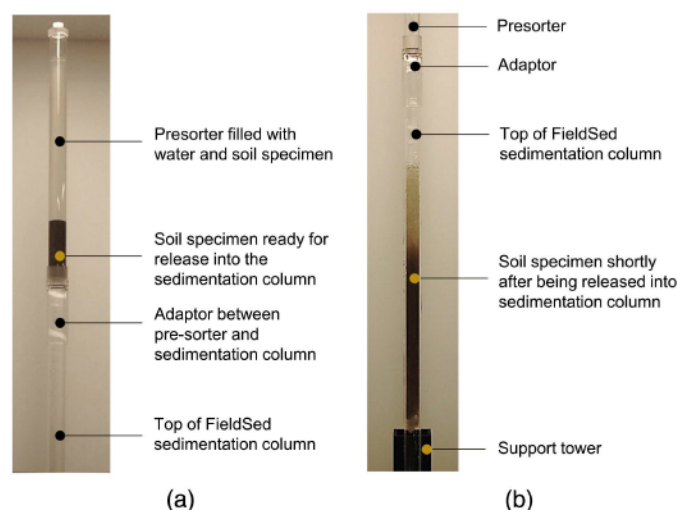 Presorter filled with
water and soil specimen
Soil specimen ready for
release into the
sedimentation column
Adaptor between
pre-sorter and
sedimentation column
Top of FieldSed
sedimentation column
(a)
Presorter
Adaptor
Top of FieldSed
sedimentation column
Soil specimen shortly
after being released into
sedimentation column
Support tower
(b)